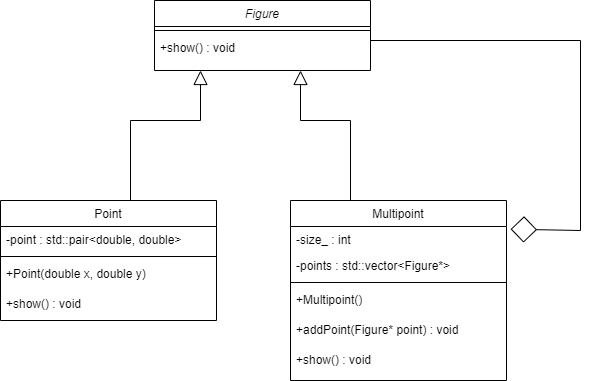 Figure
+show() : void
Point
-point : std::pair<double, double>
+Point(double x, double y)
+show() : void
Multipoint
-size_ : int
-points : std::vector<Figure*>
+Multipoint()
+addPoint(Figure* point) : void
+show() : void